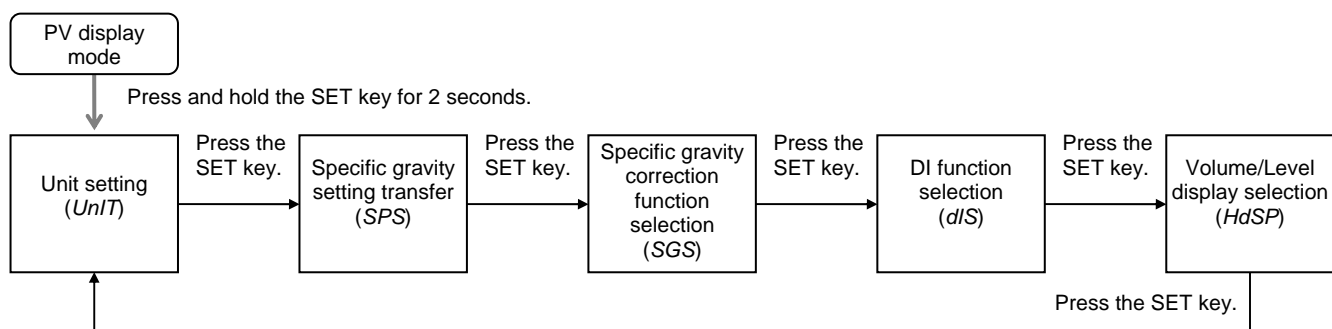 PV display
mode
Press and hold the SET key for 2 seconds.
Unit setting
(UnIT)
Press the
SET key.
Specific gravity
setting transfer
(SPS)
Press the
SET key.
Specific gravity
correction
function
selection
(SGS)
Press the
SET key.
DI function
selection
(dIS)
Press the
SET key.
Volume/Level
display selection
(HdSP)
Press the SET key.